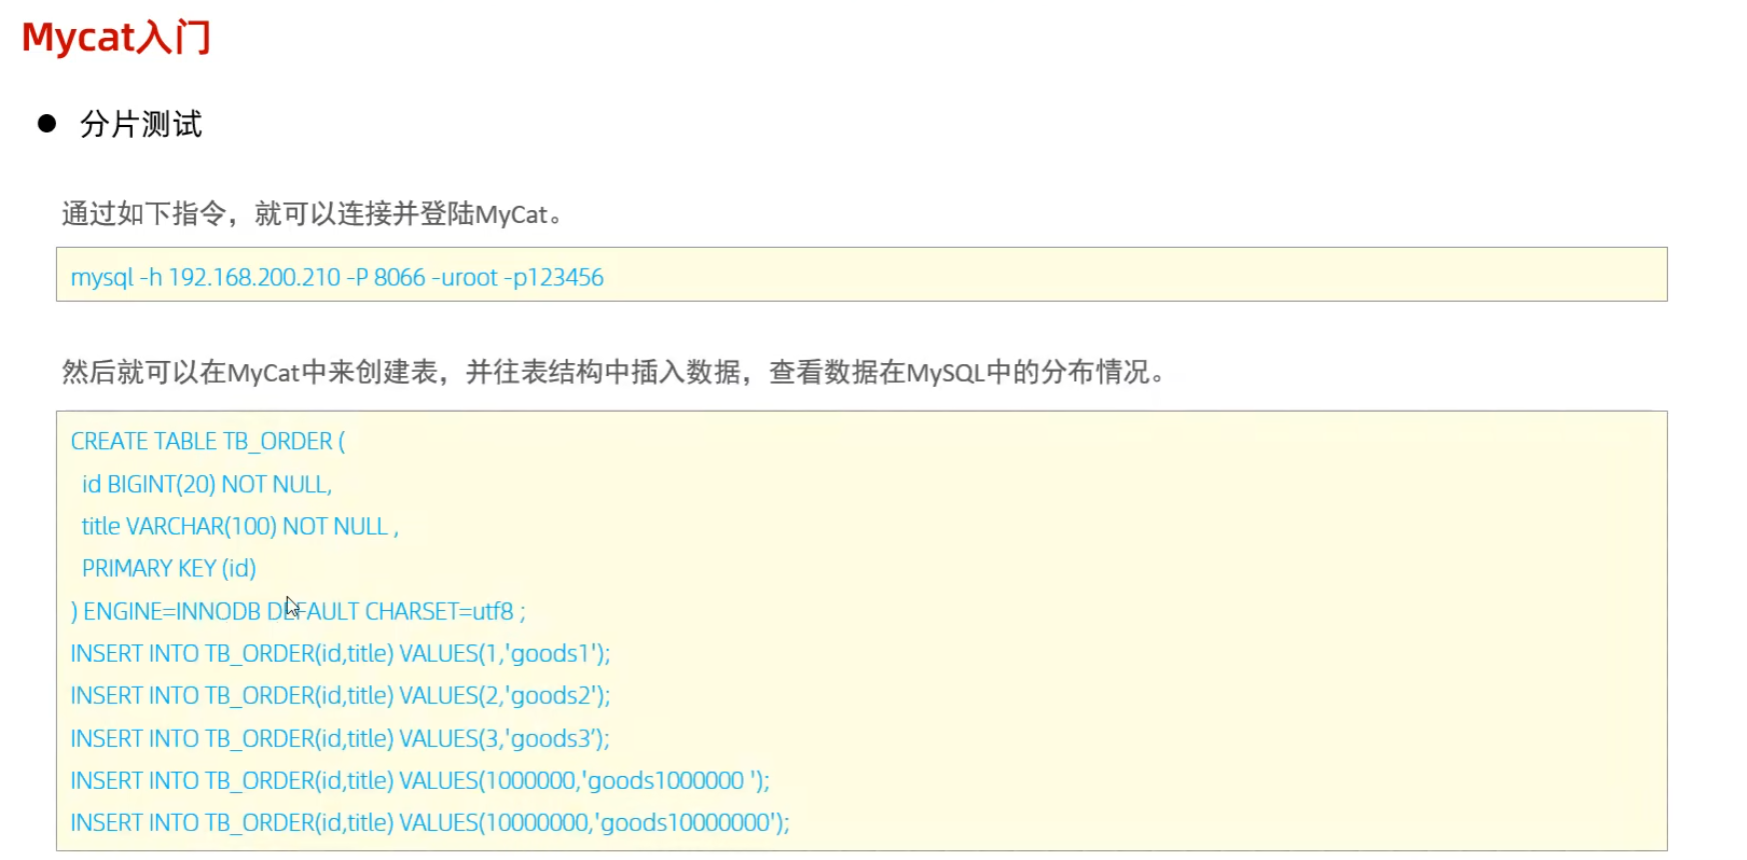 Mycat入门
● 分片测试
通过如下指令，就可以连接并登陆MyCat。
mysql -h 192.168.200.210 -P 8066 -uroot -p123456
然后就可以在MyCat中来创建表，并往表结构中插入数据，查看数据在MySQL中的分布情况。
CREATE TABLE TB_ORDER (
id BIGINT(20) NOT NULL,
title VARCHAR(100) NOT NULL ,
PRIMARY KEY (id)
) ENGINE=INNODB DEFAULT CHARSET=utf8 ;
INSERT INTO TB_ORDER(id,title) VALUES(1,'goods1');
INSERT INTO TB_ORDER(id,title) VALUES(2,'goods2');
INSERT INTO TB_ORDER(id,title) VALUES(3,'goods3’);
INSERT INTO TB_ORDER(id,title) VALUES(1000000,'goods1000000 ');
INSERT INTO TB_ORDER(id,title) VALUES(10000000,'goods10000000');